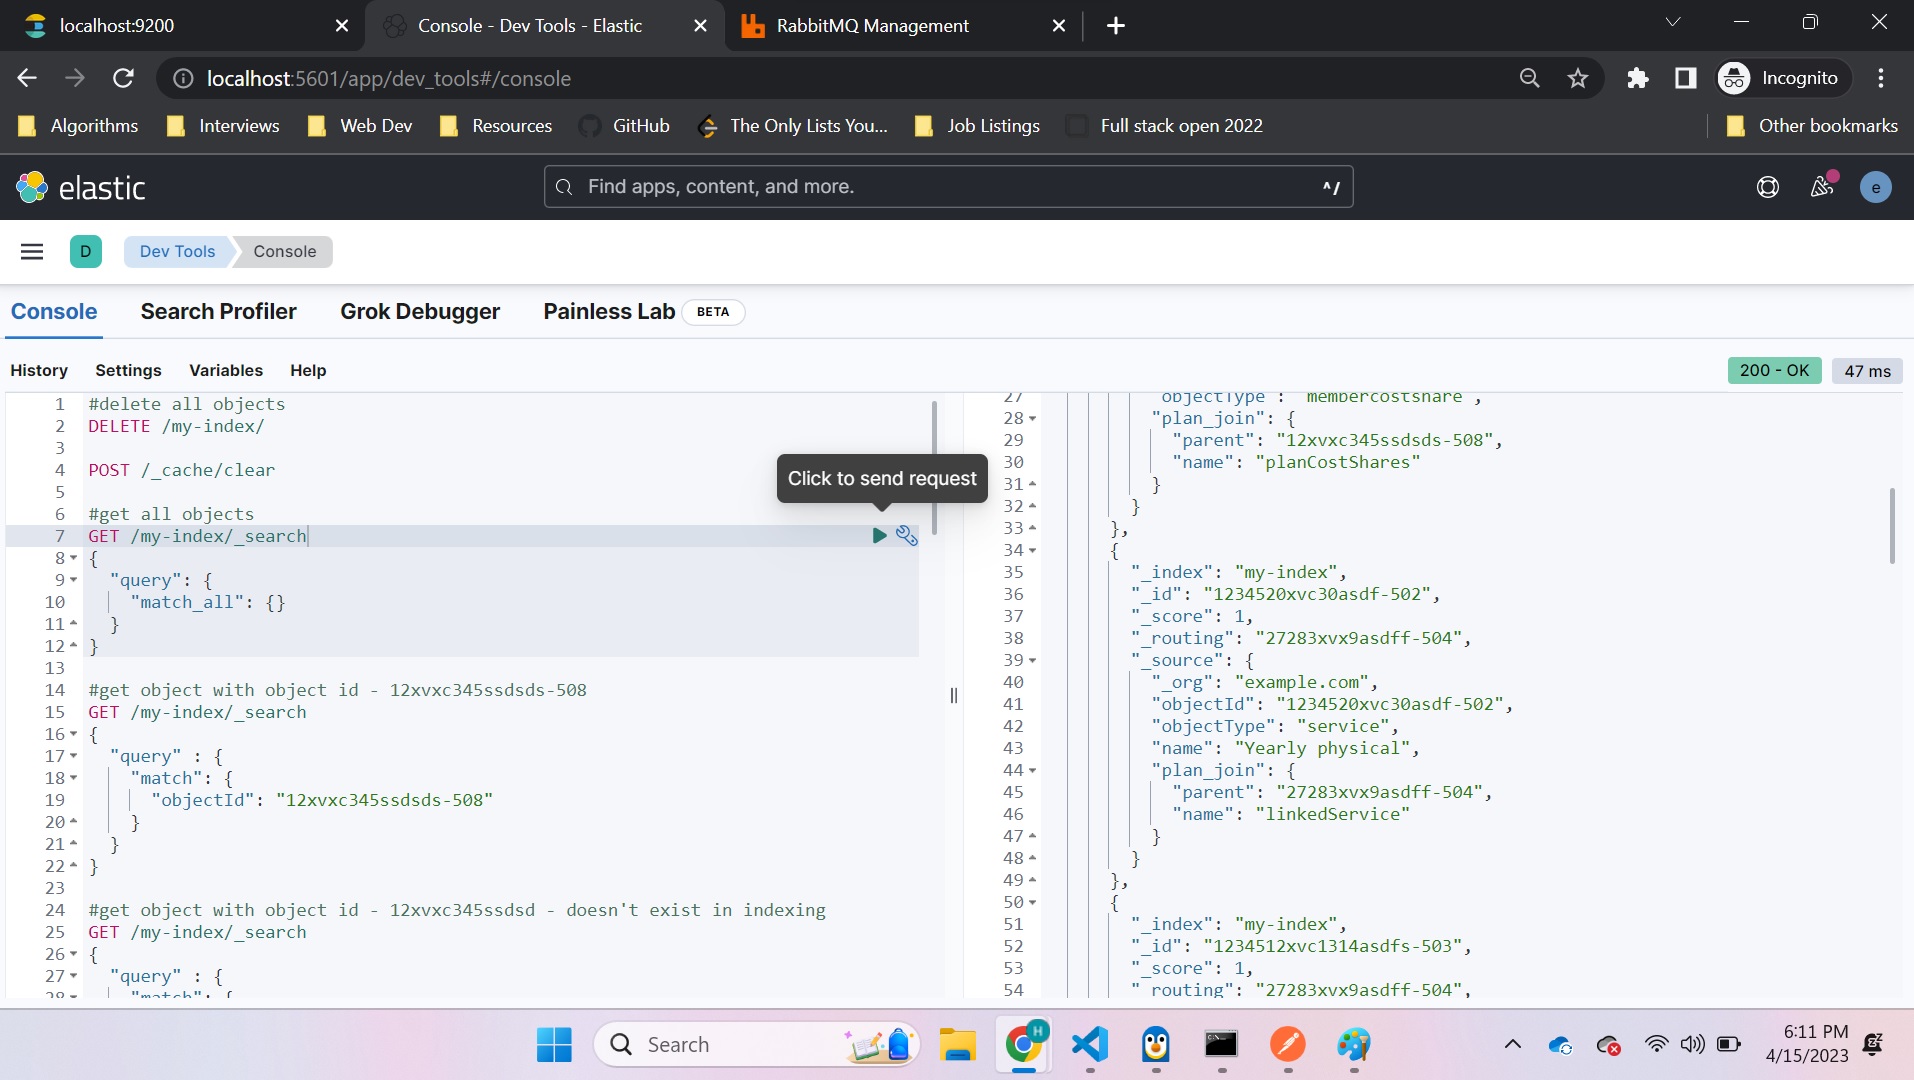 localhost:9200
Console - Dev Tools - Elastic
RabbitMQ Management
localhost:5601/app/dev_tools#/console
Incognito
Algorithms
Interviews
Web Dev
Resources
GitHub
The Only Lists You...
Job Listings
Full stack open 2022
Other bookmarks
elastic
Find apps, content, and more.
^/
e
D
Dev Tools
Console
Console
Search Profiler
Grok Debugger
Painless Lab
BETA
History
Settings
Variables
Help
200 - OK
47 ms
1 #delete all objects
2 DELETE /my-index/
3
4 POST /_cache/clear
5
6 #get all objects
7 GET /my-index/_search
8 {
9 "query": {
10 "match_all": {}
11 }
12 }
13
14 #get object with object id - 12xvxc345ssdsds-508
15 GET /my-index/_search
16 {
17 "query" : {
18 "match": {
19 "objectId": "12xvxc345ssdsds-508"
20 }
21 }
22 }
23
24 #get object with object id - 12xvxc345ssdsd - doesn't exist in indexing
25 GET /my-index/_search
26 {
27 "query" : {
28 "match": {
Click to send request
27 "objectType": "membercostshare",
28 "plan_join": {
29 "parent": "12xvxc345ssdsds-508",
30 "name": "planCostShares"
31 }
32 }
33 },
34 {
35 "_index": "my-index",
36 "_id": "1234520xvc30asdf-502",
37 "_score": 1,
38 "_routing": "27283xvx9asdff-504",
39 "_source": {
40 "_org": "example.com",
41 "objectId": "1234520xvc30asdf-502",
42 "objectType": "service",
43 "name": "Yearly physical",
44 "plan_join": {
45 "parent": "27283xvx9asdff-504",
46 "name": "linkedService"
47 }
48 }
49 },
50 {
51 "_index": "my-index",
52 "_id": "1234512xvc1314asdfs-503",
53 "_score": 1,
54 "_routing": "27283xvx9asdff-504",
Search
H
6:11 PM
4/15/2023